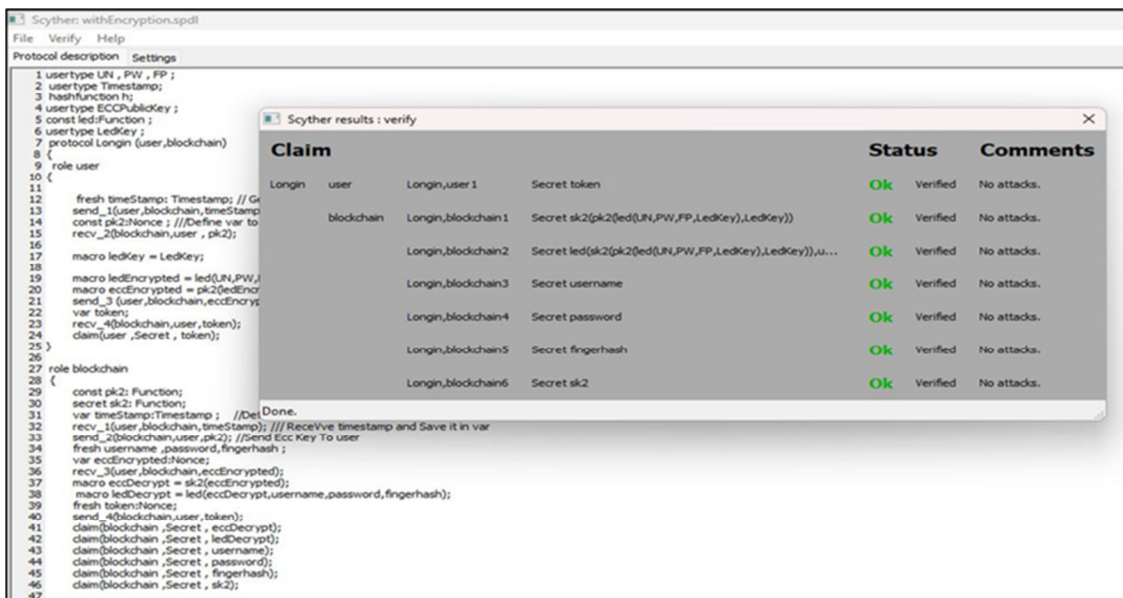 Scyther: withEncryption.spdl
File Verify Help
Protocol description Settings
1 usertype UN , PW , FP ;
2 usertype Timestamp;
3 hashfunction h;
4 usertype ECCPublicKey ;
5 const led:Function ;
6 usertype LedKey ;
7 protocol Longin (user,blockchain)
8 {
9 role user
10 {
11
12 fresh timeStamp: Timestamp; // Ge
13 send_1(user,blockchain,timeStamp
14 const pk2:Nonce ; ///Define var to
15 recv_2(blockchain,user , pk2);
16
17 macro ledKey = LedKey;
18
19 macro ledEncrypted = led(UN,PW,
20 macro eccEncrypted = pk2(ledEncr
21 send_3 (user,blockchain,eccEncryp
22 var token;
23 recv_4(blockchain,user,token);
24 claim(user ,Secret , token);
25 }
26
27 role blockchain
28 {
29 const pk2: Function;
30 secret sk2: Function;
31 var timeStamp:Timestamp ; //Def
32 recv_1(user,blockchain,timeStamp); /// ReceVve timestamp and Save it in var
33 send_2(blockchain,user,pk2); //Send Ecc Key To user
34 fresh username ,password,fingerhash ;
35 var eccEncrypted:Nonce;
36 recv_3(user,blockchain,eccEncrypted);
37 macro eccDecrypt = sk2(eccEncrypted);
38 macro ledDecrypt = led(eccDecrypt,username,password,fingerhash);
39 fresh token:Nonce;
40 send_4(blockchain,user,token);
41 claim(blockchain ,Secret , eccDecrypt);
42 claim(blockchain ,Secret , ledDecrypt);
43 claim(blockchain ,Secret , username);
44 claim(blockchain ,Secret , password);
45 claim(blockchain ,Secret , fingerhash);
46 claim(blockchain ,Secret , sk2);
47
Scyther results : verify
Claim Status Comments
Longin user Longin,user1 Secret token Ok Verified No attacks.
blockchain Longin,blockchain1 Secret sk2(pk2(led(UN,PW,FP,LedKey),LedKey)) Ok Verified No attacks.
Longin,blockchain2 Secret led(sk2(pk2(led(UN,PW,FP,LedKey),LedKey)),u... Ok Verified No attacks.
Longin,blockchain3 Secret username Ok Verified No attacks.
Longin,blockchain4 Secret password Ok Verified No attacks.
Longin,blockchain5 Secret fingerhash Ok Verified No attacks.
Longin,blockchain6 Secret sk2 Ok Verified No attacks.
Done.